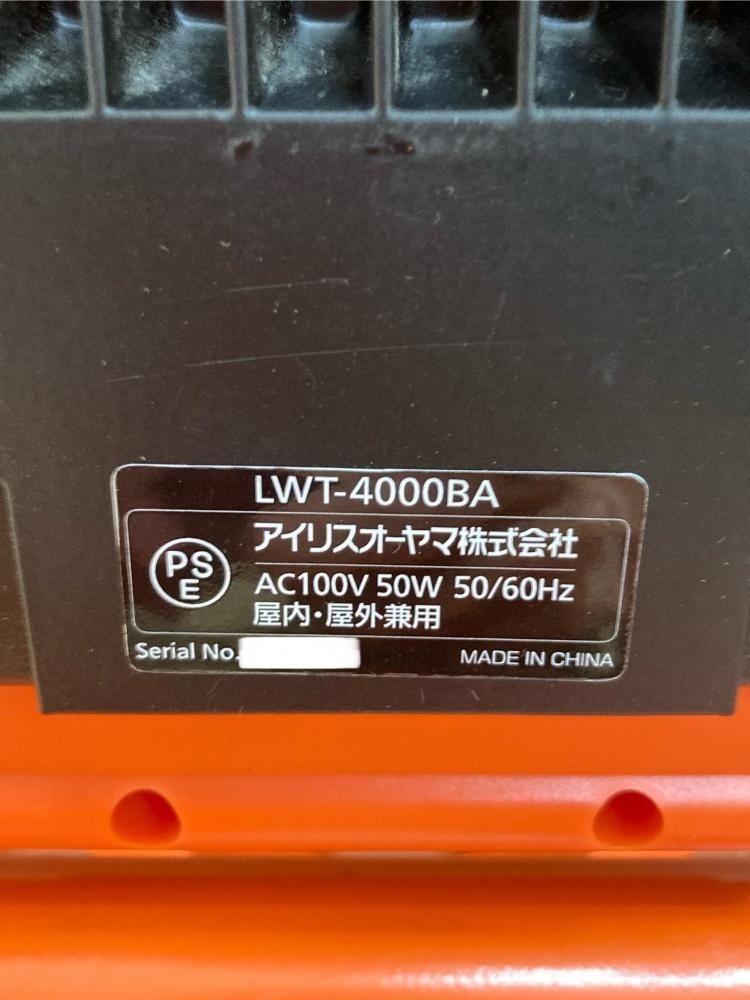 LWT-4000BA
アイリスオーヤマ株式会社
PS
E
AC100V 50W 50/60Hz
屋内・屋外兼用
Serial No.
MADE IN CHINA